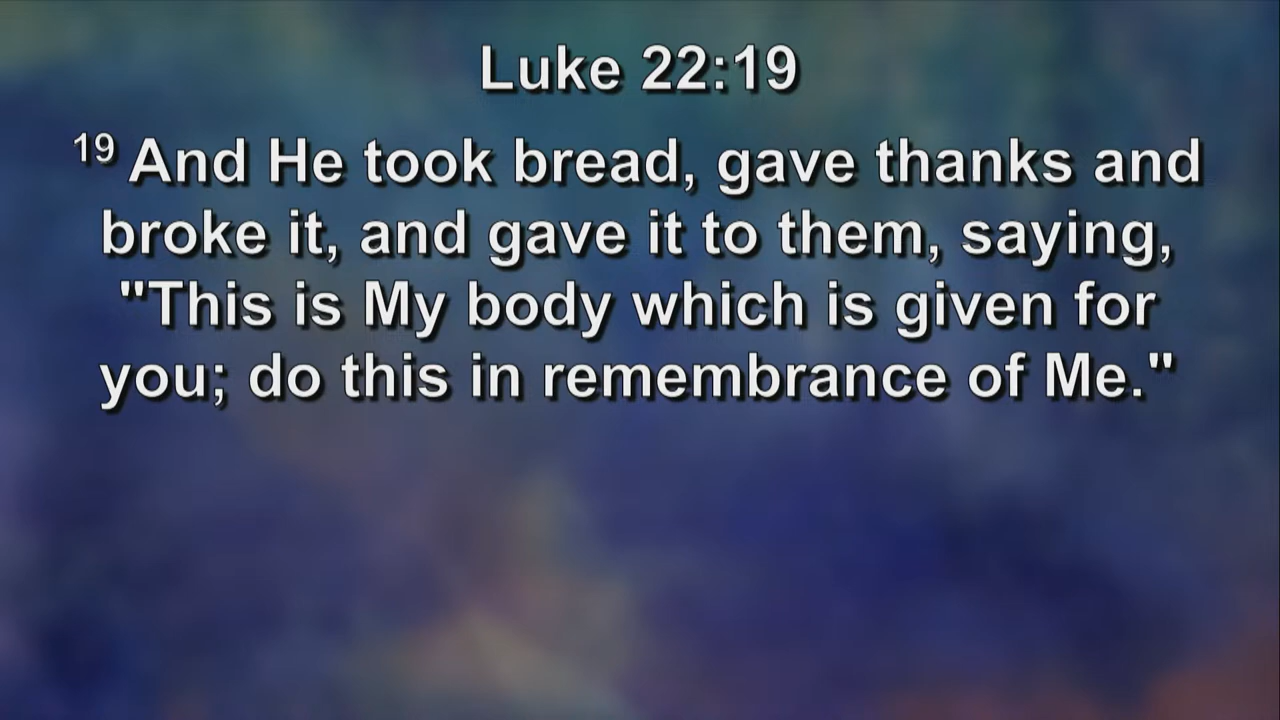 Luke 22:19
19 And He took bread, gave thanks and
broke it, and gave it to them, saying,
"This is My body which is given for
you; do this in remembrance of Me."